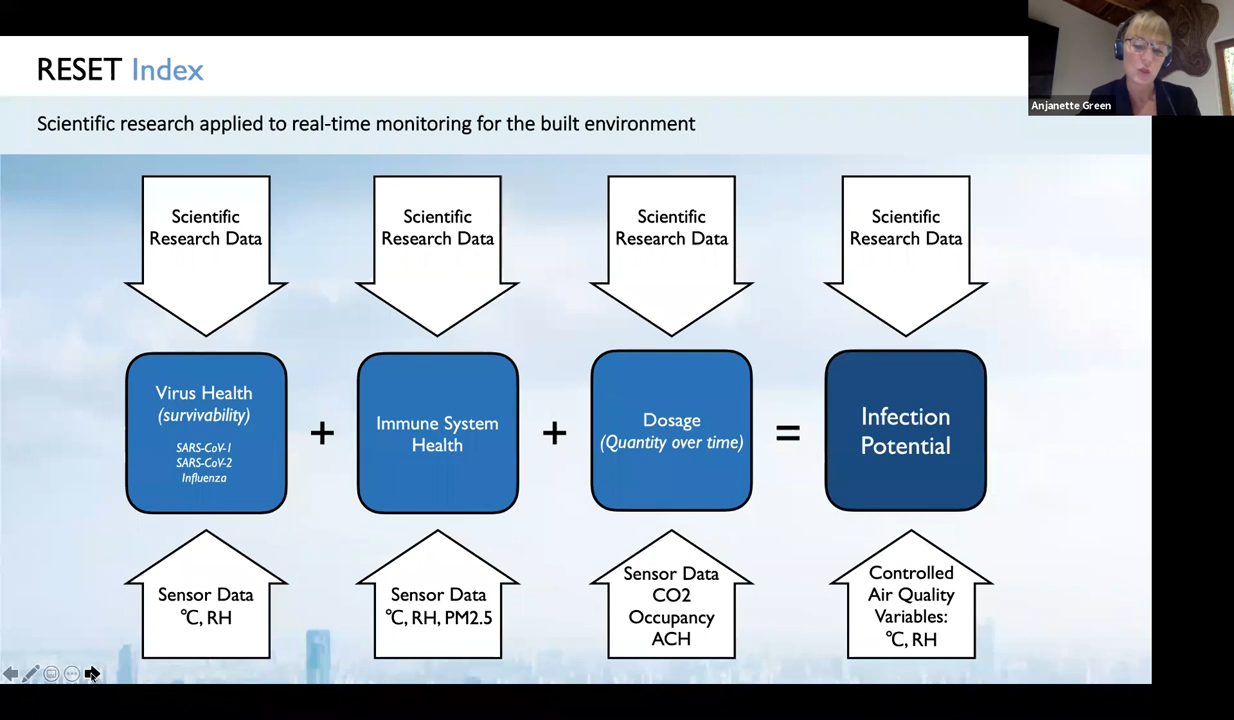 RESET Index
Anjanette Green
Scientific research applied to real-time monitoring for the built environment
Scientific
Research Data
Scientific
Research Data
Scientific
Research Data
Scientific
Research Data
Virus Health
(survivability)
SARS-CoV-1
SARS-CoV-2
Influenza
+
Immune System
Health
+
Dosage
(Quantity over time)
=
Infection
Potential
Sensor Data
℃, RH
Sensor Data
℃, RH, PM2.5
Sensor Data
CO2
Occupancy
ACH
Controlled
Air Quality
Variables:
℃, RH